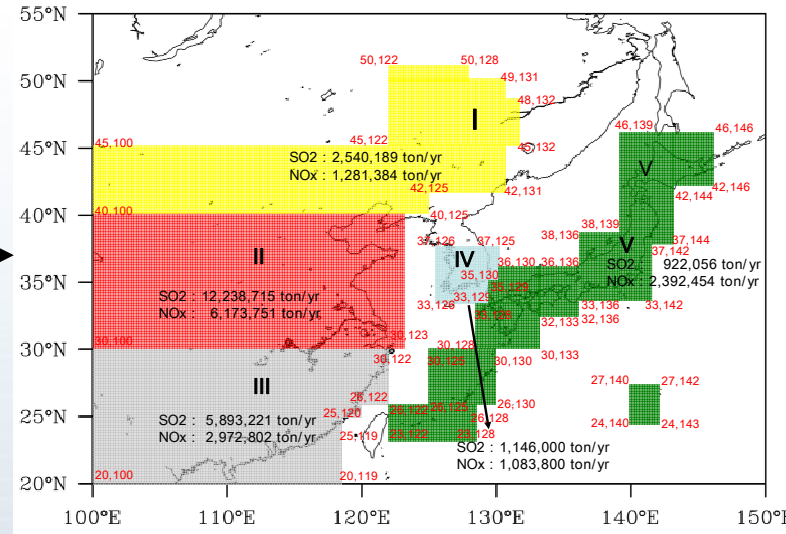 55°N
50,122 50,128
50°N
49,131
48,132
I
46,139 46,146
45,100 45,122 45,132
45°N
SO2 : 2,540,189 ton/yr
NOx : 1,281,384 ton/yr
V
42,125 42,131 42,144 42,146
40,100 40,125
40°N
38,139
38,136
37,126 37,125 37,144
37,142
II IV V
36,130 36,136
SO2 : 922,056 ton/yr
NOx : 2,392,454 ton/yr
35,130
35,129
35°N
SO2 : 12,238,715 ton/yr
NOx : 6,173,751 ton/yr
33,126 33,129 33,136 33,142
33,128
32,133 32,136
30,100 30,123 30,128
30°N
30,122 30,125 30,130 30,133
III
27,140 27,142
26,122
26,122 26,125 26,130
25,120
26,128
25°N
SO2 : 5,893,221 ton/yr
NOx : 2,972,802 ton/yr
24,140 24,143
25,119 23,122 23,128
SO2 : 1,146,000 ton/yr
NOx : 1,083,800 ton/yr
20,100 20,119
20°N
100°E 110°E 120°E 130°E 140°E 150°